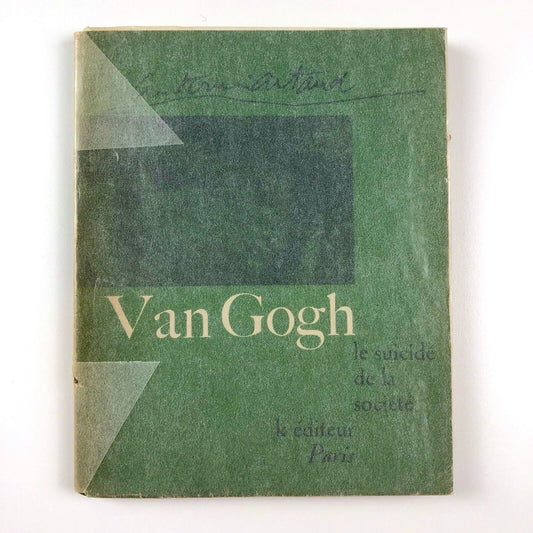 Antonin Artaud
Van Gogh
le suicidé
de la
société
k éditeur
Paris